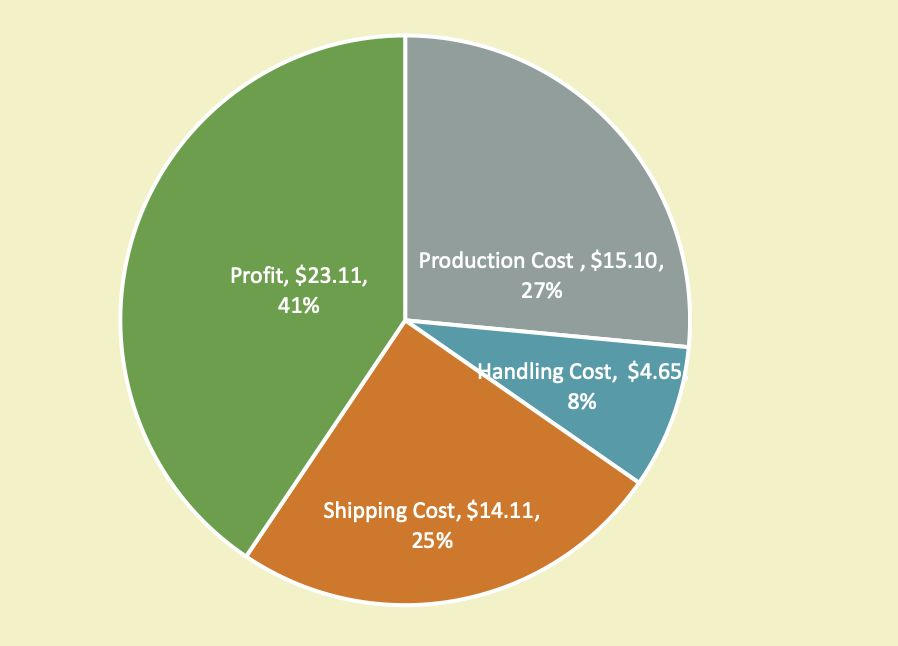 Profit, $23.11,
41%
Production Cost , $15.10,
27%
Handling Cost,  $4.65,
8%
Shipping Cost, $14.11,
25%